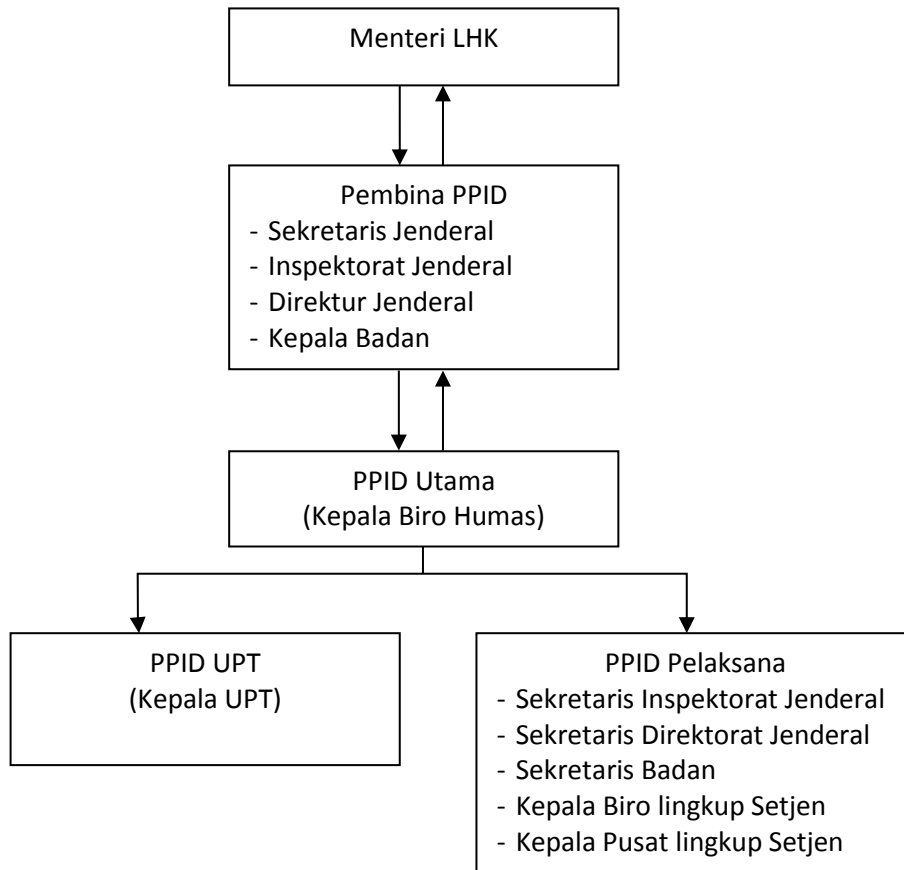 Menteri LHK
Pembina PPID
- Sekretaris Jenderal
- Inspektorat Jenderal
- Direktur Jenderal
- Kepala Badan
PPID Utama
(Kepala Biro Humas)
PPID UPT
(Kepala UPT)
PPID Pelaksana
- Sekretaris Inspektorat Jenderal
- Sekretaris Direktorat Jenderal
- Sekretaris Badan
- Kepala Biro lingkup Setjen
- Kepala Pusat lingkup Setjen